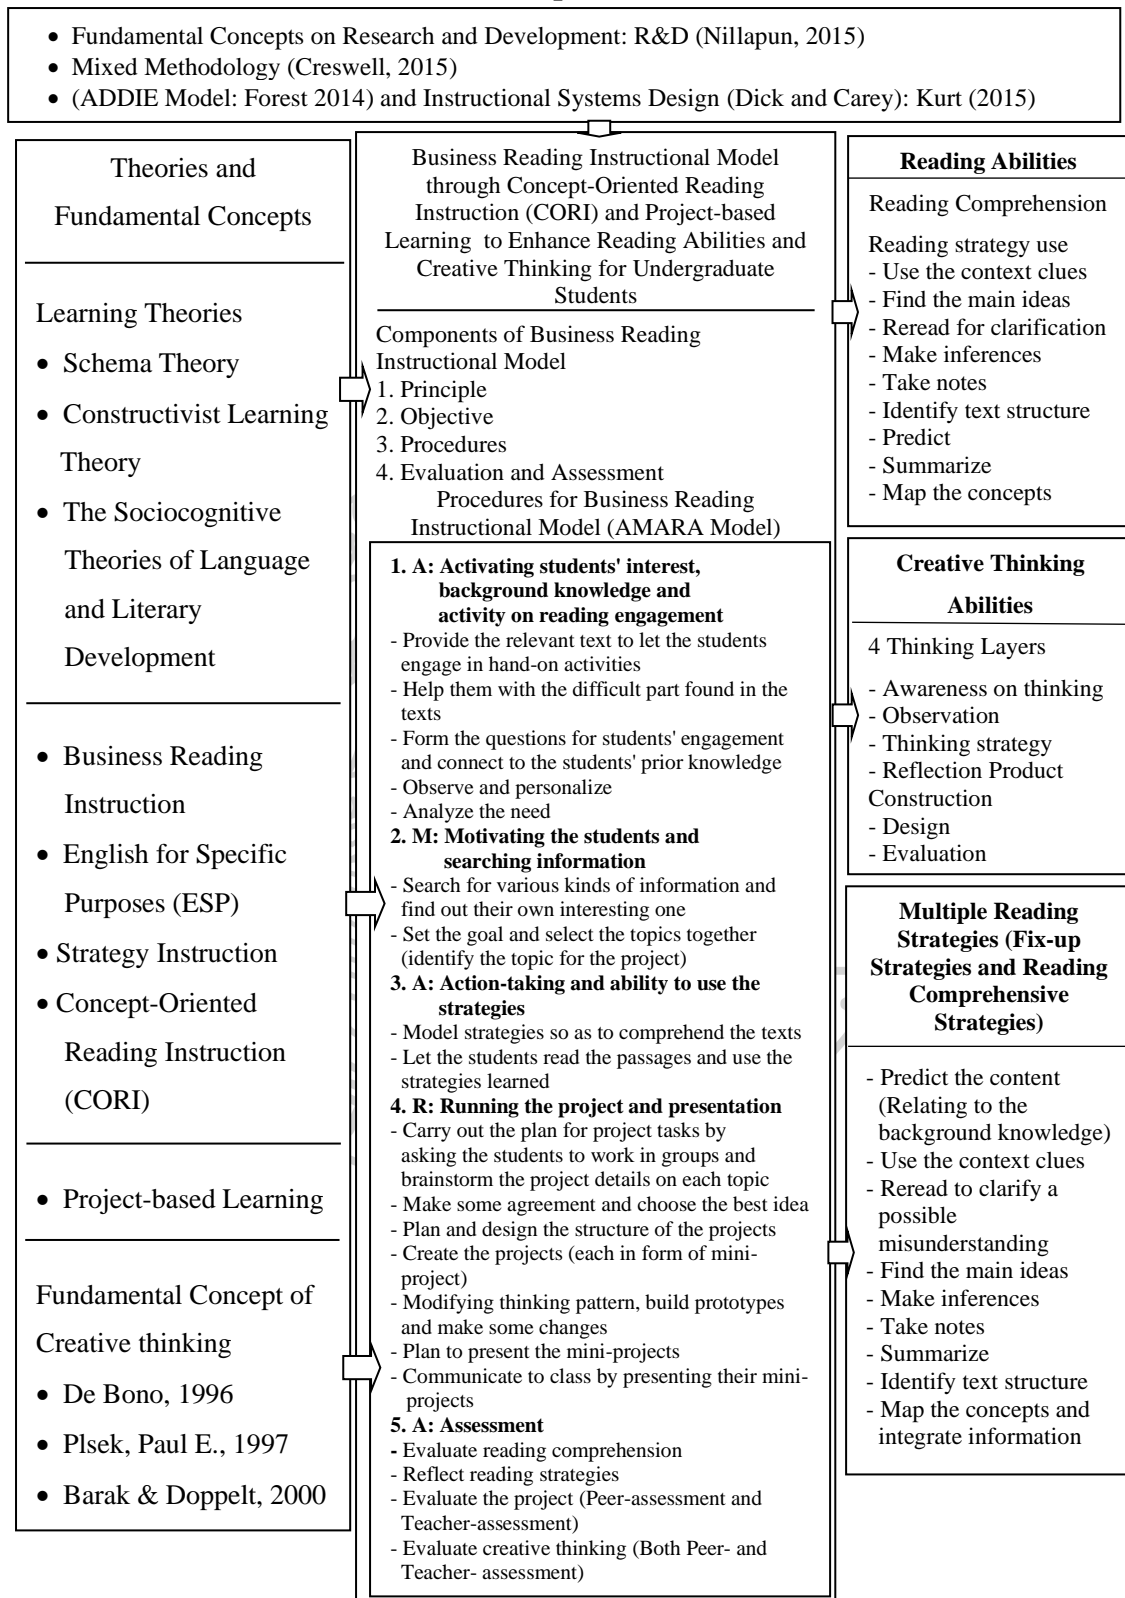 • Fundamental Concepts on Research and Development: R&D (Nillapun, 2015)
• Mixed Methodology (Creswell, 2015)
• (ADDIE Model: Forest 2014) and Instructional Systems Design (Dick and Carey): Kurt (2015)
Theories and
Fundamental Concepts
Learning Theories
• Schema Theory
• Constructivist Learning
Theory
• The Sociocognitive
Theories of Language
and Literary
Development
• Business Reading
Instruction
• English for Specific
Purposes (ESP)
• Strategy Instruction
• Concept-Oriented
Reading Instruction
(CORI)
• Project-based Learning
Fundamental Concept of
Creative thinking
• De Bono, 1996
• Plsek, Paul E., 1997
• Barak & Doppelt, 2000
Business Reading Instructional Model
through Concept-Oriented Reading
Instruction (CORI) and Project-based
Learning to Enhance Reading Abilities and
Creative Thinking for Undergraduate
Students
Components of Business Reading
Instructional Model
1. Principle
2. Objective
3. Procedures
4. Evaluation and Assessment
Procedures for Business Reading
Instructional Model (AMARA Model)
1. A: Activating students' interest,
background knowledge and
activity on reading engagement
- Provide the relevant text to let the students
engage in hand-on activities
- Help them with the difficult part found in the
texts
- Form the questions for students' engagement
and connect to the students' prior knowledge
- Observe and personalize
- Analyze the need
2. M: Motivating the students and
searching information
- Search for various kinds of information and
find out their own interesting one
- Set the goal and select the topics together
(identify the topic for the project)
3. A: Action-taking and ability to use the
strategies
- Model strategies so as to comprehend the texts
- Let the students read the passages and use the
strategies learned
4. R: Running the project and presentation
- Carry out the plan for project tasks by
asking the students to work in groups and
brainstorm the project details on each topic
- Make some agreement and choose the best idea
- Plan and design the structure of the projects
- Create the projects (each in form of mini-
project)
- Modifying thinking pattern, build prototypes
and make some changes
- Plan to present the mini-projects
- Communicate to class by presenting their mini-
projects
5. A: Assessment
- Evaluate reading comprehension
- Reflect reading strategies
- Evaluate the project (Peer-assessment and
Teacher-assessment)
- Evaluate creative thinking (Both Peer- and
Teacher- assessment)
Reading Abilities
Reading Comprehension
Reading strategy use
- Use the context clues
- Find the main ideas
- Reread for clarification
- Make inferences
- Take notes
- Identify text structure
- Predict
- Summarize
- Map the concepts
Creative Thinking
Abilities
4 Thinking Layers
- Awareness on thinking
- Observation
- Thinking strategy
- Reflection Product
Construction
- Design
- Evaluation
Multiple Reading
Strategies (Fix-up
Strategies and Reading
Comprehensive
Strategies)
- Predict the content
(Relating to the
background knowledge)
- Use the context clues
- Reread to clarify a
possible
misunderstanding
- Find the main ideas
- Make inferences
- Take notes
- Summarize
- Identify text structure
- Map the concepts and
integrate information